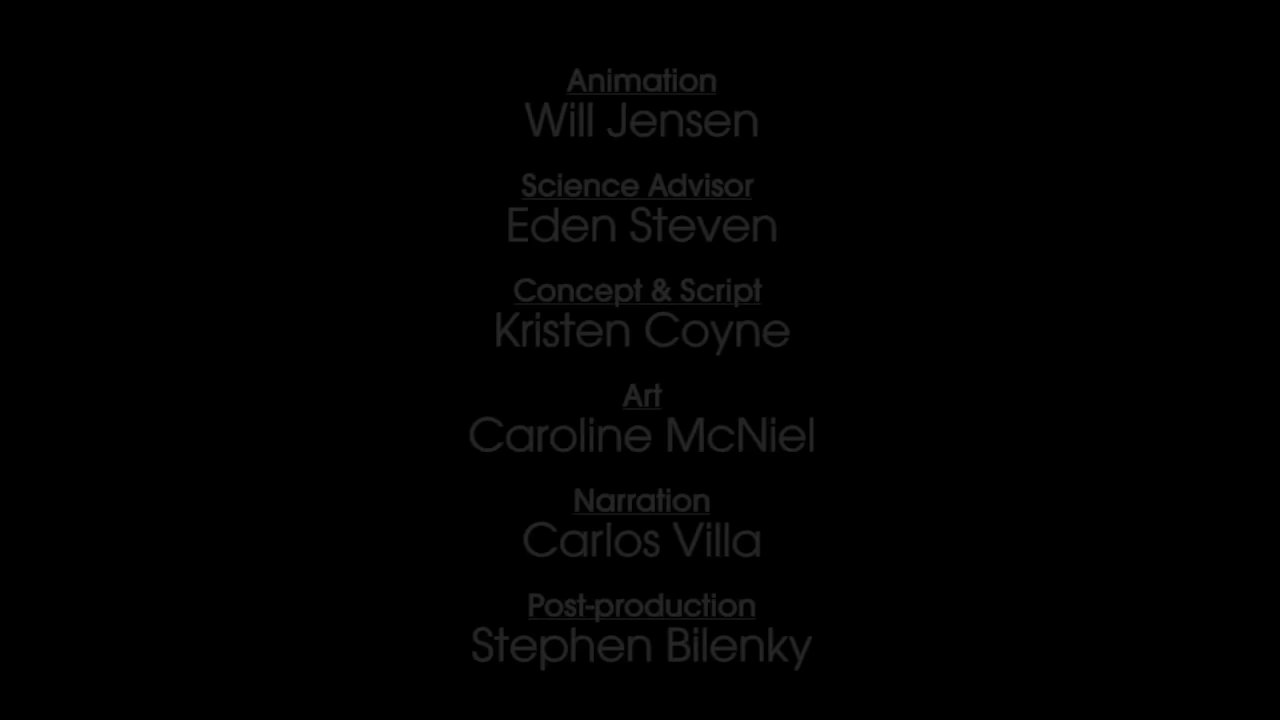 Animation
Will Jensen
Science Advisor
Eden Steven
Concept & Script
Kristen Coyne
Art
Caroline McNiel
Narration
Carlos Villa
Post-production
Stephen Bilenky